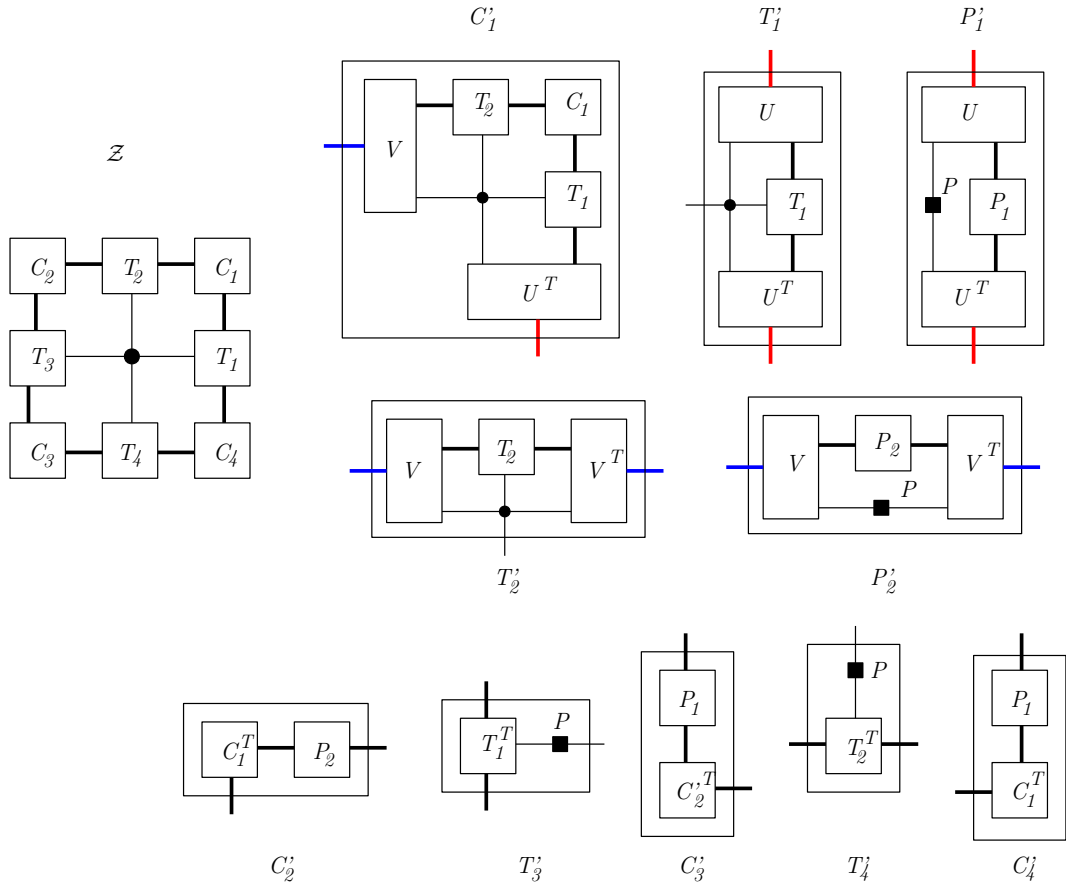 C'₁ T'₁ P'₁
V T₂ C₁
T₁
Uᵀ
U
T₁
Uᵀ
U
P
P₁
Uᵀ
𝒵
C₂ T₂ C₁
T₃ T₁
C₃ T₄ C₄
V T₂ Vᵀ
V P₂ Vᵀ
P
T'₂ P'₂
C₁ᵀ P₂
T₁ᵀ P
P₁
C'₂ᵀ
P
T₂ᵀ
P₁
C₁ᵀ
C'₂ T'₃ C'₃ T'₄ C'₄